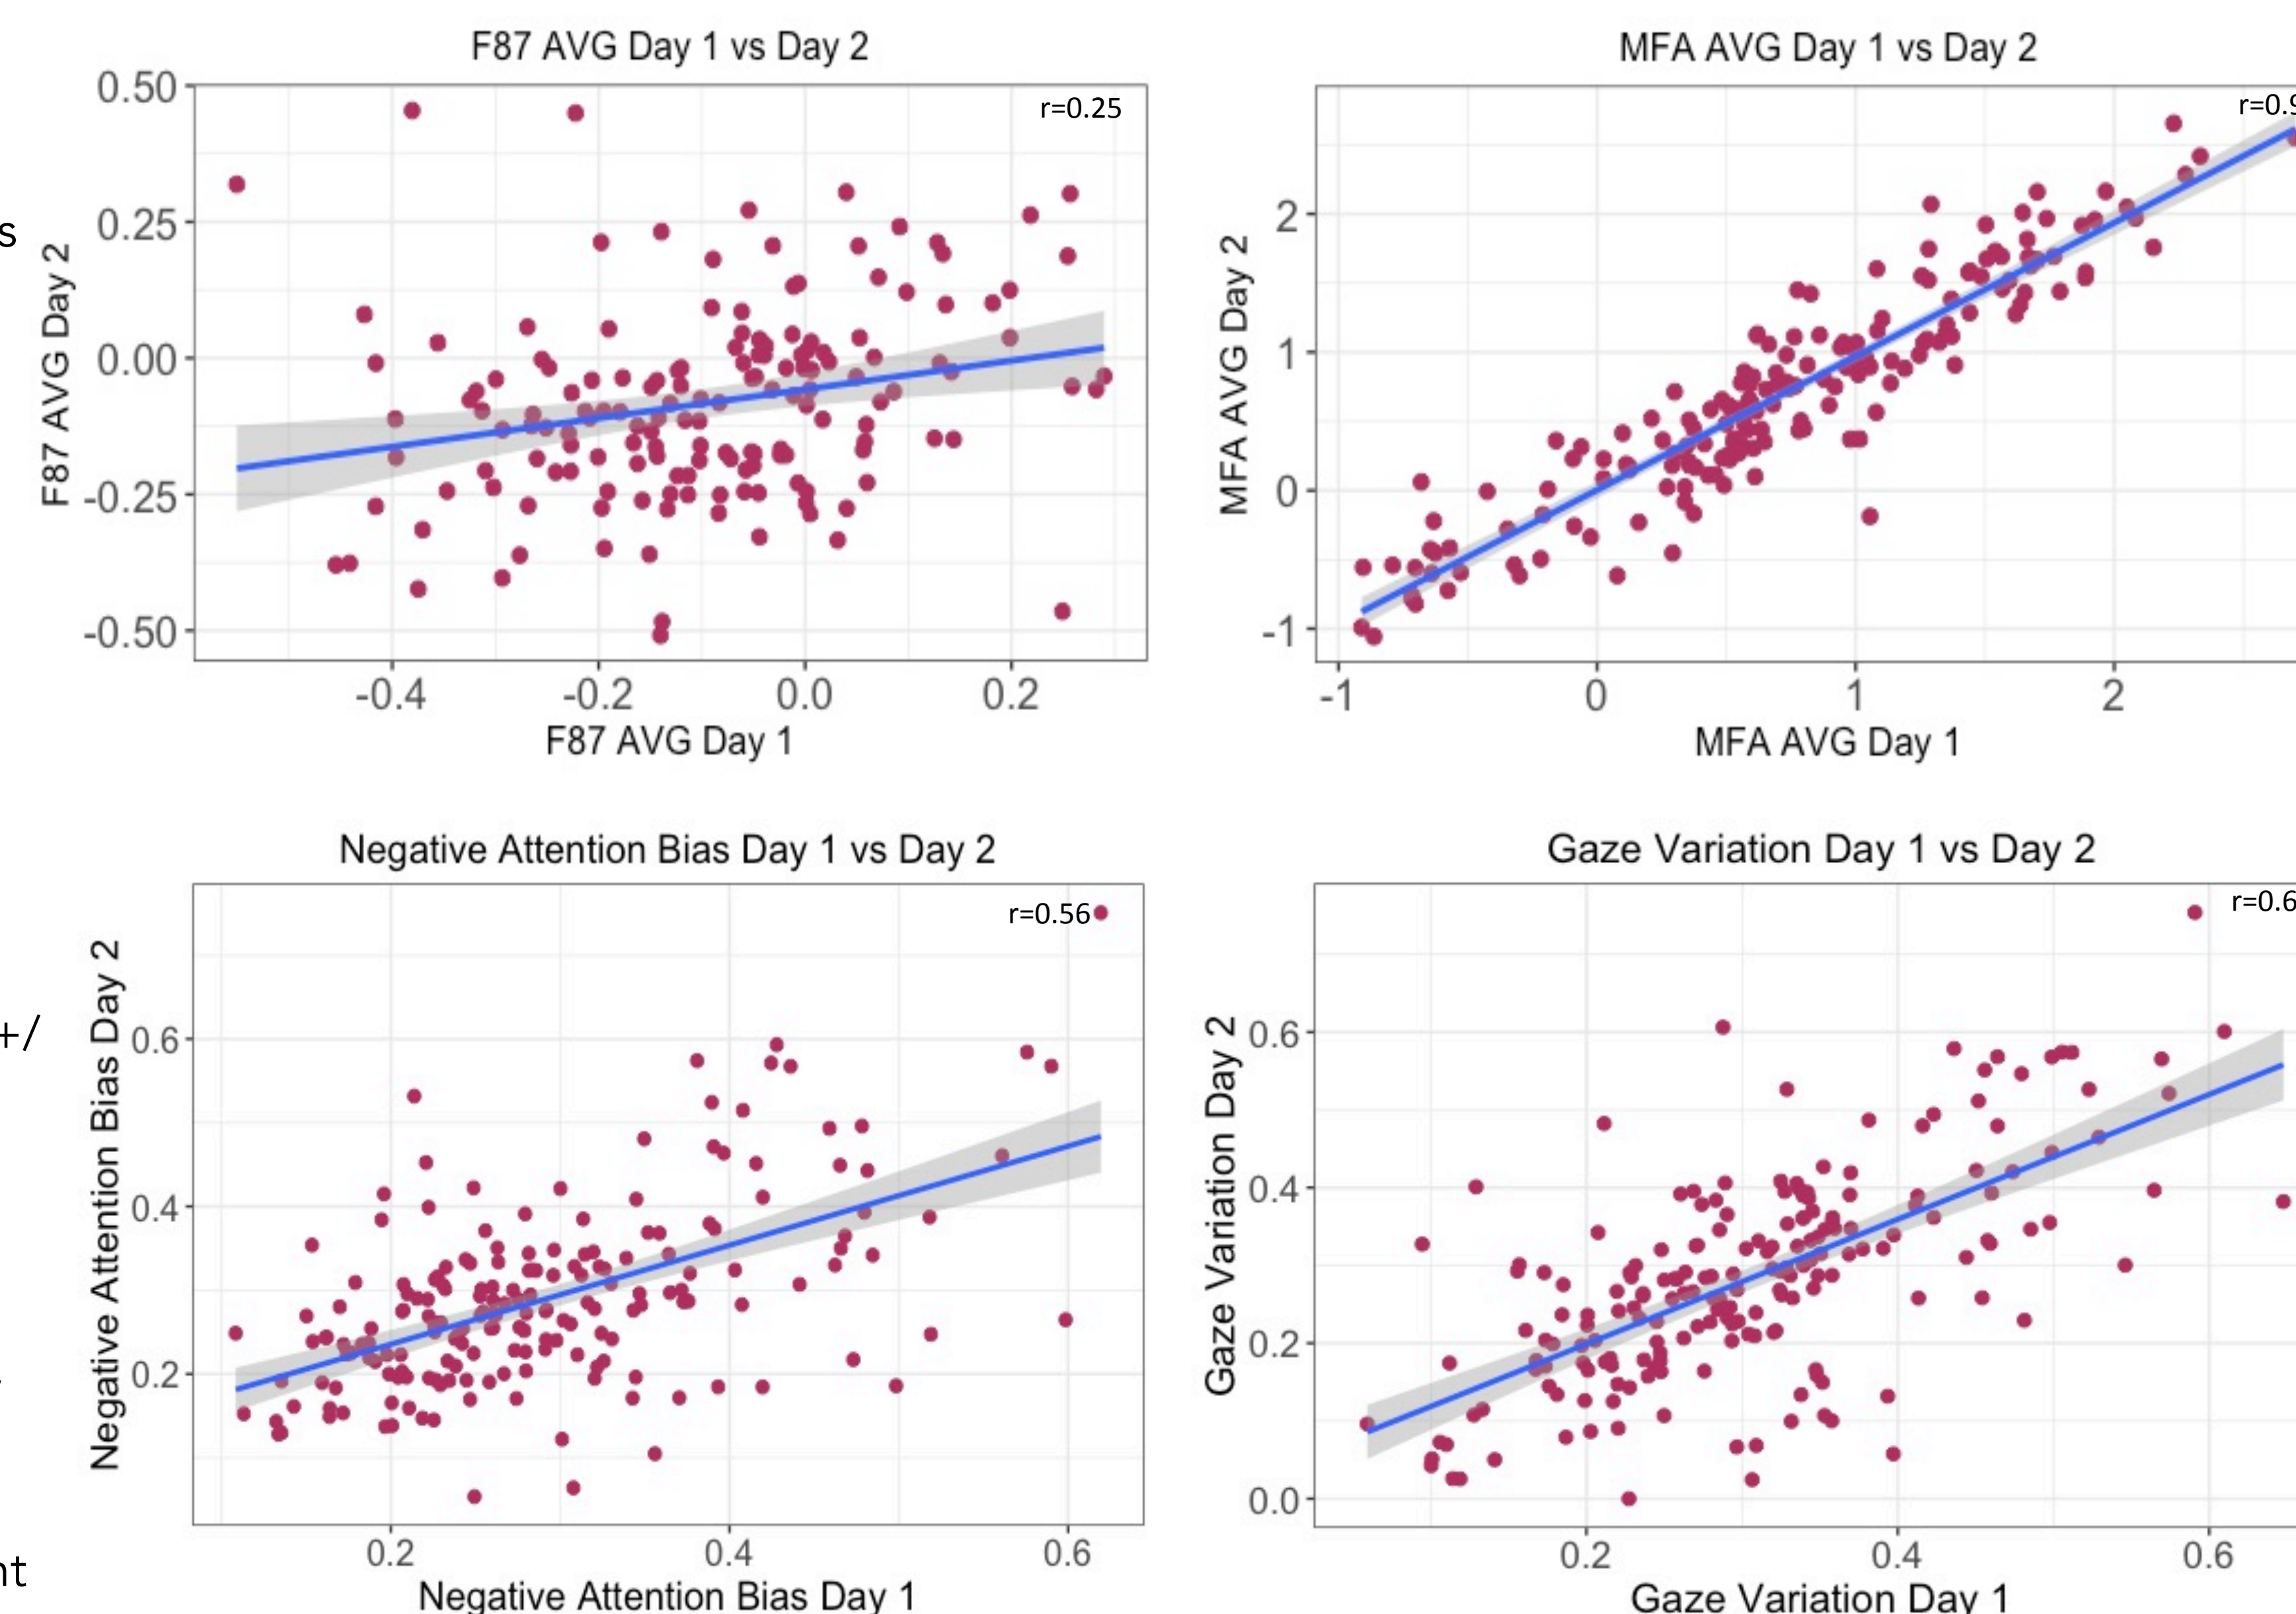 F87 AVG Day 1 vs Day 2
r=0.25
0.50
0.25
0.00
-0.25
-0.50
F87 AVG Day 2
-0.4
-0.2
0.0
0.2
F87 AVG Day 1
MFA AVG Day 1 vs Day 2
r=0.9
2
1
0
-1
MFA AVG Day 2
-1
0
1
2
MFA AVG Day 1
s
+/
nt
Negative Attention Bias Day 1 vs Day 2
r=0.56
0.6
0.4
0.2
Negative Attention Bias Day 2
0.2
0.4
0.6
Negative Attention Bias Day 1
Gaze Variation Day 1 vs Day 2
r=0.6
0.6
0.4
0.2
0.0
Gaze Variation Day 2
0.2
0.4
0.6
Gaze Variation Day 1